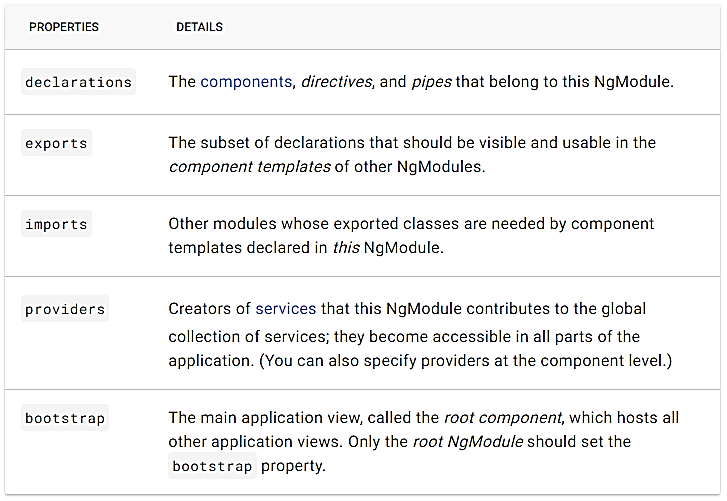 PROPERTIES DETAILS
declarations The components, directives, and pipes that belong to this NgModule.
exports The subset of declarations that should be visible and usable in the
component templates of other NgModules.
imports Other modules whose exported classes are needed by component
templates declared in this NgModule.
providers Creators of services that this NgModule contributes to the global
collection of services; they become accessible in all parts of the
application. (You can also specify providers at the component level.)
bootstrap The main application view, called the root component, which hosts all
other application views. Only the root NgModule should set the
bootstrap property.